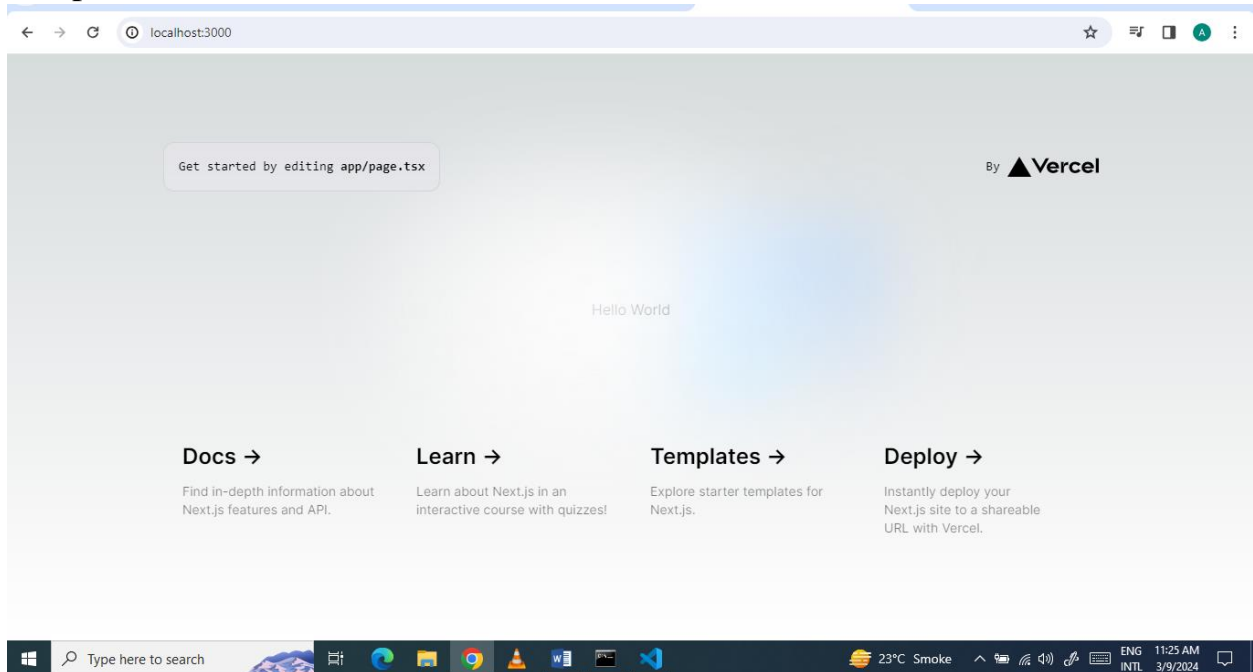 localhost:3000
A
Get started by editing app/page.tsx
By Vercel
Hello World
Docs →
Find in-depth information about
Next.js features and API.
Learn →
Learn about Next.js in an
interactive course with quizzes!
Templates →
Explore starter templates for
Next.js.
Deploy →
Instantly deploy your
Next.js site to a shareable
URL with Vercel.
Type here to search
23°C Smoke
ENG
INTL
11:25 AM
3/9/2024